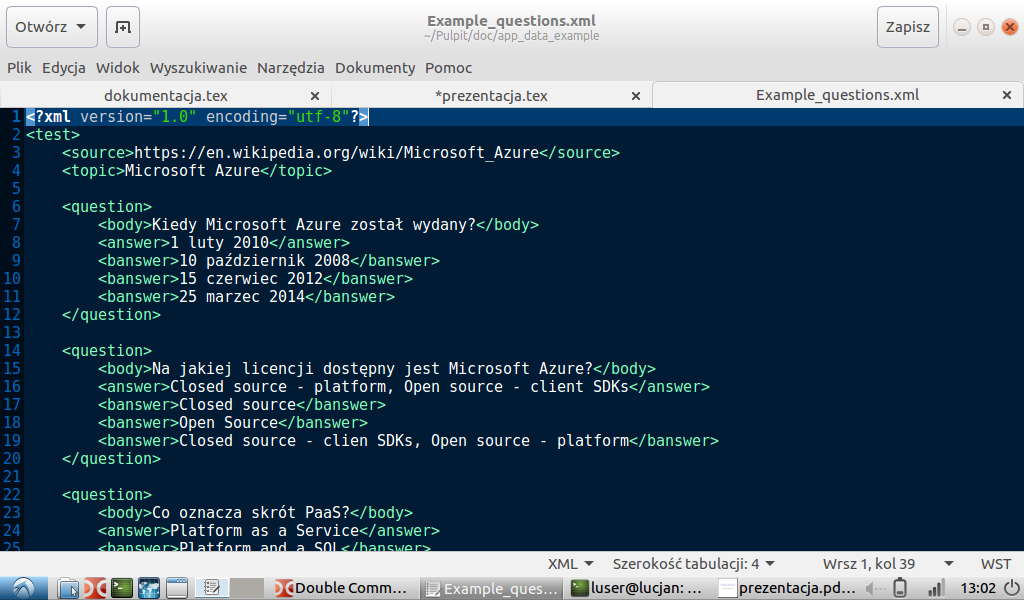 Otwórz
Example_questions.xml
~/Pulpit/doc/app_data_example
Zapisz
Plik Edycja Widok Wyszukiwanie Narzędzia Dokumenty Pomoc
dokumentacja.tex
*prezentacja.tex
Example_questions.xml
1 <?xml version="1.0" encoding="utf-8"?>
2 <test>
3     <source>https://en.wikipedia.org/wiki/Microsoft_Azure</source>
4     <topic>Microsoft Azure</topic>
5
6     <question>
7         <body>Kiedy Microsoft Azure został wydany?</body>
8         <answer>1 luty 2010</answer>
9         <banswer>10 październik 2008</banswer>
10         <banswer>15 czerwiec 2012</banswer>
11         <banswer>25 marzec 2014</banswer>
12     </question>
13
14     <question>
15         <body>Na jakiej licencji dostępny jest Microsoft Azure?</body>
16         <answer>Closed source - platform, Open source - client SDKs</answer>
17         <banswer>Closed source</banswer>
18         <banswer>Open Source</banswer>
19         <banswer>Closed source - clien SDKs, Open source - platform</banswer>
20     </question>
21
22     <question>
23         <body>Co oznacza skrót PaaS?</body>
24         <answer>Platform as a Service</answer>
25         <banswer>Platform and a SQL</banswer>
XML Szerokość tabulacji: 4 Wrsz 1, kol 39 WST
Double Comm... Example_ques... luser@lucjan: ... prezentacja.pd... 13:02